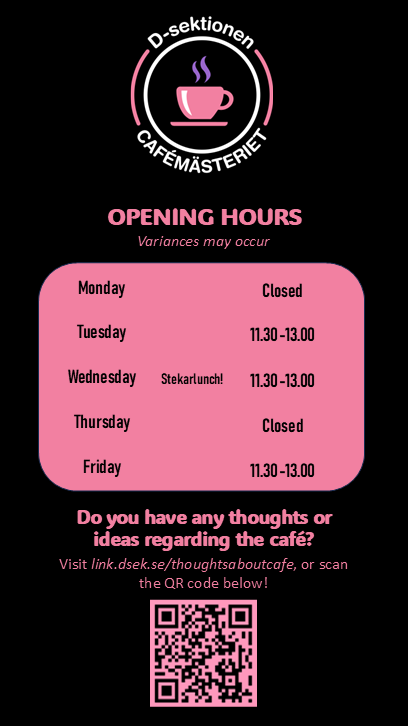 D-sektionen
CAFÉMÄSTERIET
OPENING HOURS
Variances may occur
Monday Closed
Tuesday 11.30-13.00
Wednesday Stekarlunch! 11.30-13.00
Thursday Closed
Friday 11.30-13.00
Do you have any thoughts or
ideas regarding the café?
Visit link.dsek.se/thoughtsaboutcafe, or scan
the QR code below!